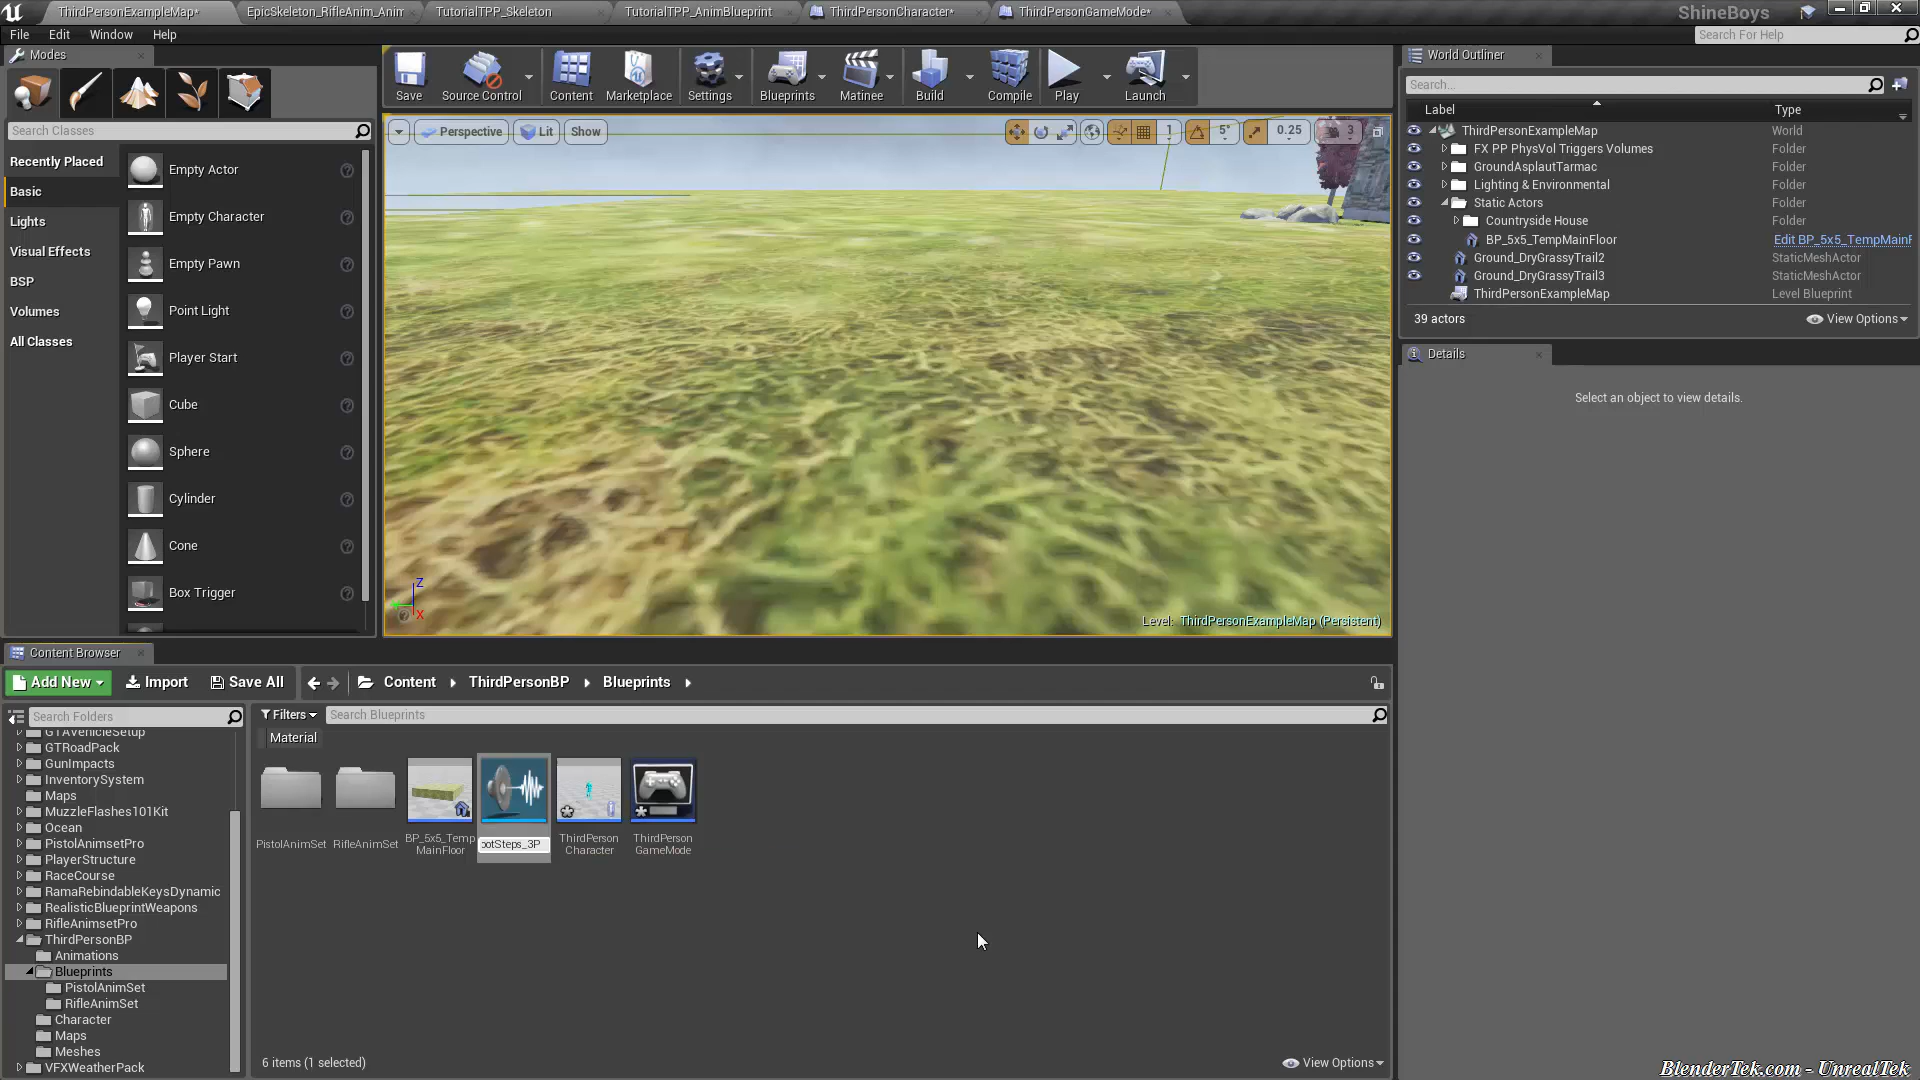 ThirdPersonExampleMap*
EpicSkeleton_RifleAnim_Anim
TutorialTPP_Skeleton
TutorialTPP_AnimBlueprint
ThirdPersonCharacter*
ThirdPersonGameMode*
ShineBoys
File Edit Window Help
Search For Help
Modes
Search Classes
Recently Placed
Basic
Lights
Visual Effects
BSP
Volumes
All Classes
Empty Actor
Empty Character
Empty Pawn
Point Light
Player Start
Cube
Sphere
Cylinder
Cone
Box Trigger
Save
Source Control
Content
Marketplace
Settings
Blueprints
Matinee
Build
Compile
Play
Launch
Perspective Lit Show
1 5° 0.25 3
Z
X
Level: ThirdPersonExampleMap (Persistent)
World Outliner
Search...
Label Type
ThirdPersonExampleMap World
FX PP PhysVol Triggers Volumes Folder
GroundAsplautTarmac Folder
Lighting & Environmental Folder
Static Actors Folder
Countryside House Folder
BP_5x5_TempMainFloor Edit BP_5x5_TempMainF
Ground_DryGrassyTrail2 StaticMeshActor
Ground_DryGrassyTrail3 StaticMeshActor
ThirdPersonExampleMap Level Blueprint
39 actors View Options
Details
Select an object to view details.
Content Browser
Add New Import Save All Content ThirdPersonBP Blueprints
Search Folders
Filters Search Blueprints
Material
GTAVehicleSetup
GTRoadPack
GunImpacts
InventorySystem
Maps
MuzzleFlashes101Kit
Ocean
PistolAnimsetPro
PlayerStructure
RaceCourse
RamaRebindableKeysDynamic
RealisticBlueprintWeapons
RifleAnimsetPro
ThirdPersonBP
Animations
Blueprints
PistolAnimSet
RifleAnimSet
Character
Maps
Meshes
VFXWeatherPack
PistolAnimSet
RifleAnimSet
BP_5x5_Temp
MainFloor
ootSteps_3P
ThirdPerson
Character
ThirdPerson
GameMode
6 items (1 selected)
View Options
BlenderTek.com - UnrealTek